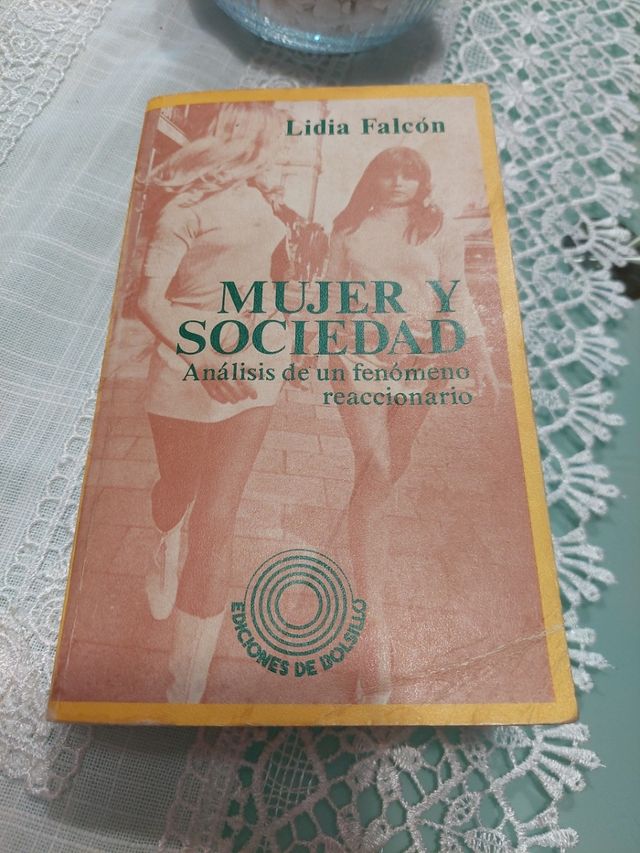 Lidia Falcón
MUJER Y
SOCIEDAD
Análisis de un fenómeno
reaccionario
EDICIONES DE BOLSILLO